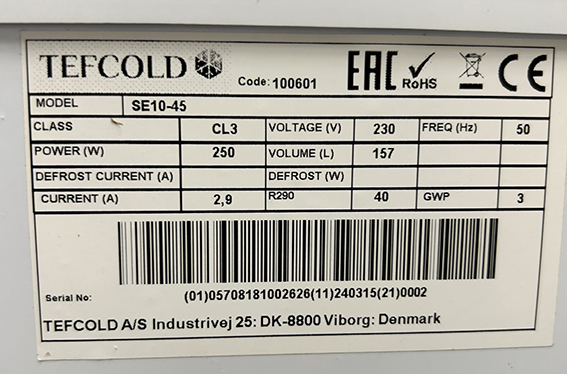 TEFCOLD Code: 100601 EAC RoHS CE
MODEL SE10-45
CLASS CL3 VOLTAGE (V) 230 FREQ (Hz) 50
POWER (W) 250 VOLUME (L) 157
DEFROST CURRENT (A) DEFROST (W)
CURRENT (A) 2,9 R290 40 GWP 3
Serial No: (01)05708181002626(11)240315(21)0002
TEFCOLD A/S Industrivej 25: DK-8800 Viborg: Denmark